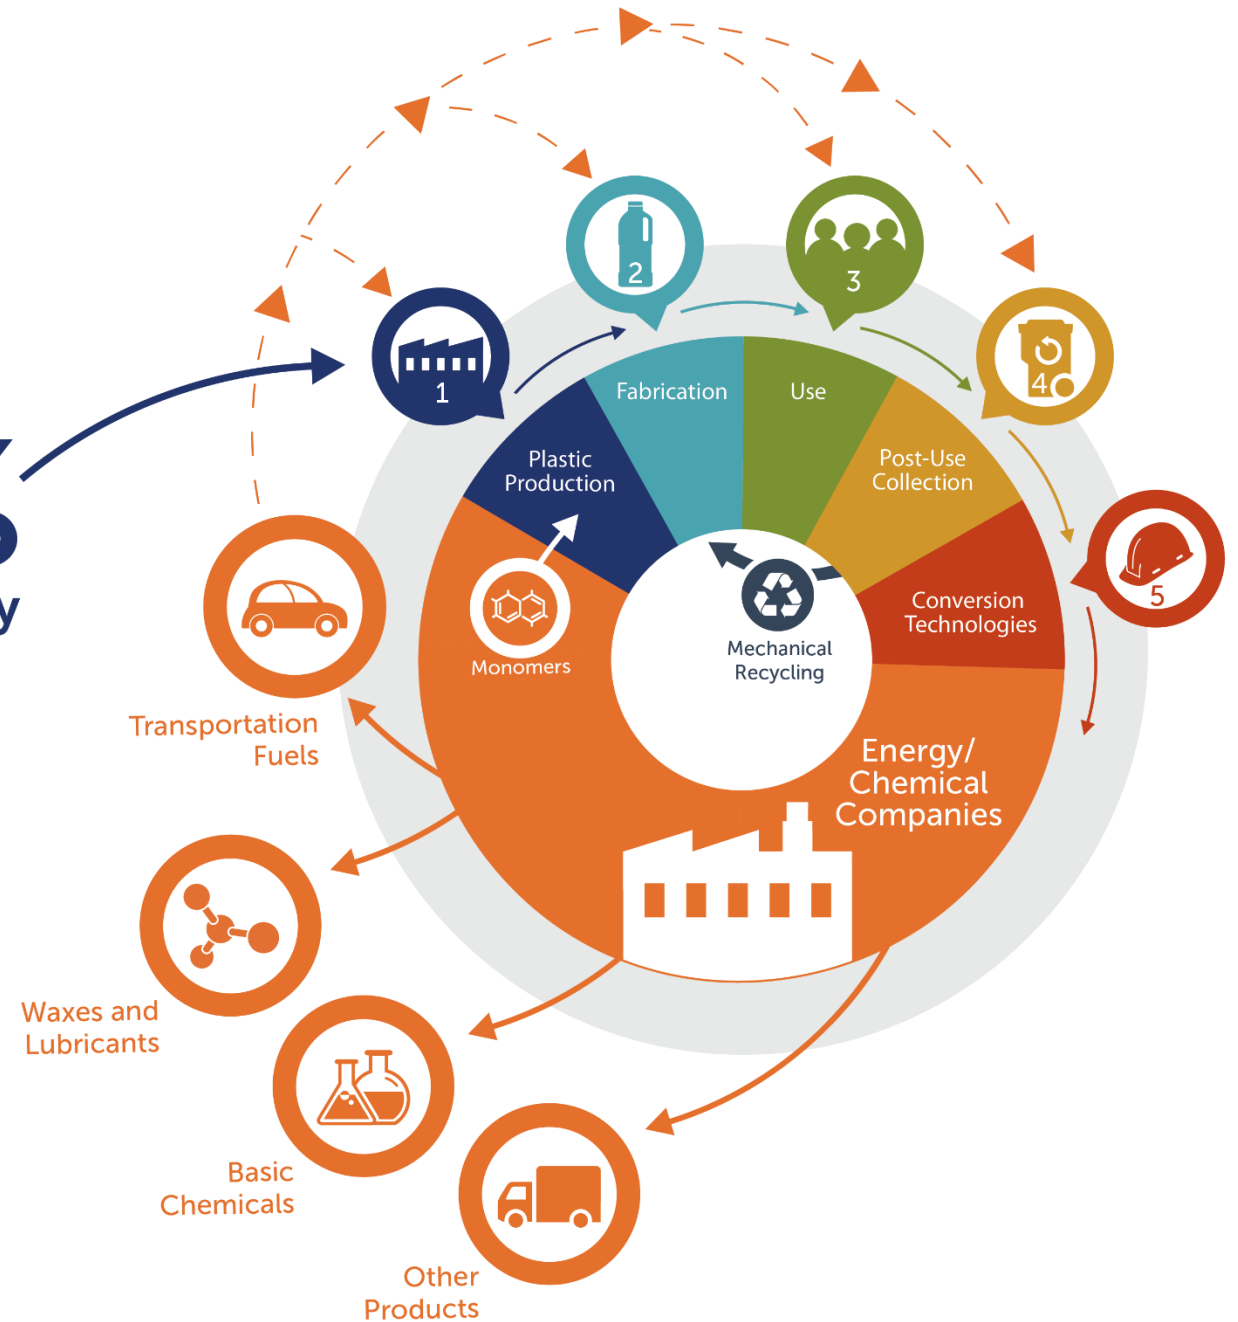 2
3
1
4
5
Fabrication
Use
Plastic
Production
Post-Use
Collection
Conversion
Technologies
Monomers
Mechanical
Recycling
Energy/
Chemical
Companies
Transportation
Fuels
Waxes and
Lubricants
Basic
Chemicals
Other
Products